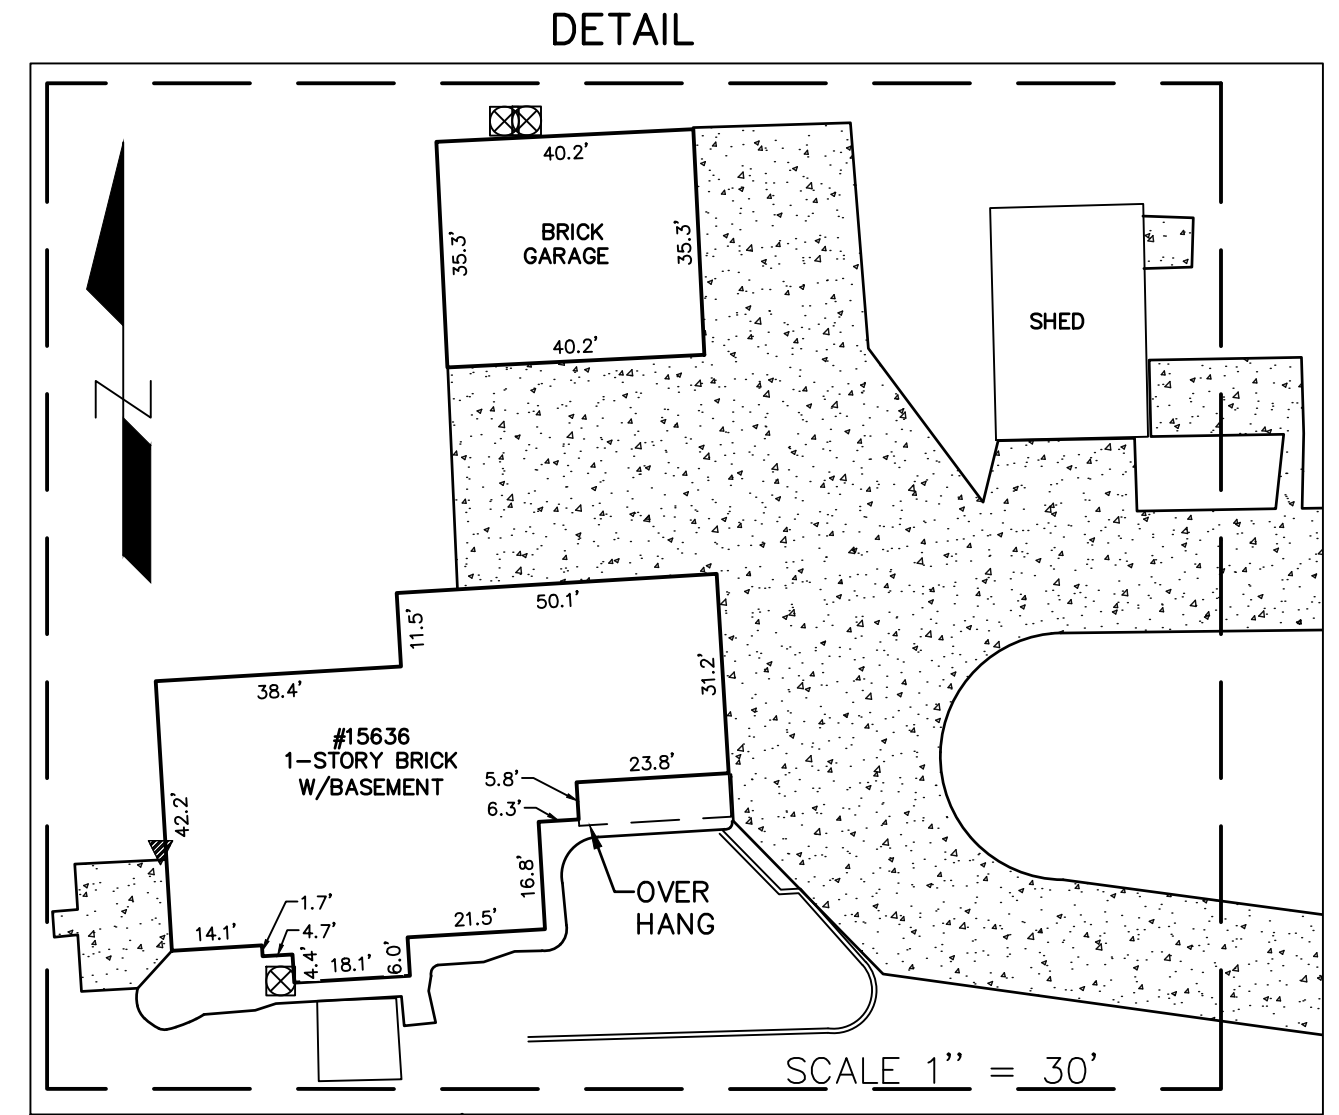 DETAIL
40.2'
BRICK
GARAGE
35.3'
35.3'
40.2'
SHED
N
50.1'
11.5'
38.4'
31.2'
#15636
1-STORY BRICK
W/BASEMENT
23.8'
5.8'
6.3'
42.2'
16.8'
OVER
HANG
1.7'
4.7'
14.1'
21.5'
4.4'
18.1'
6.0'
SCALE 1'' = 30'